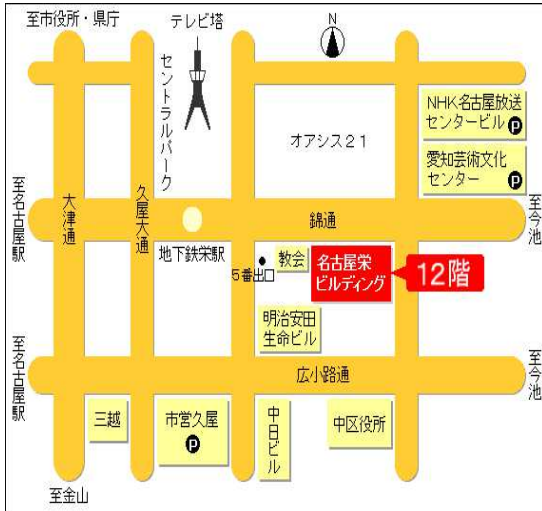 至市役所・県庁
テレビ塔
N
セントラルパーク
NHK名古屋放送
センタービル P
オアシス21
愛知芸術文化
センター P
至名古屋駅
大津通
久屋大通
錦通
至今池
地下鉄栄駅
5番出口
教会
名古屋栄
ビルディング
12階
明治安田
生命ビル
至名古屋駅
広小路通
至今池
三越
市営久屋
P
中日ビル
中区役所
至金山